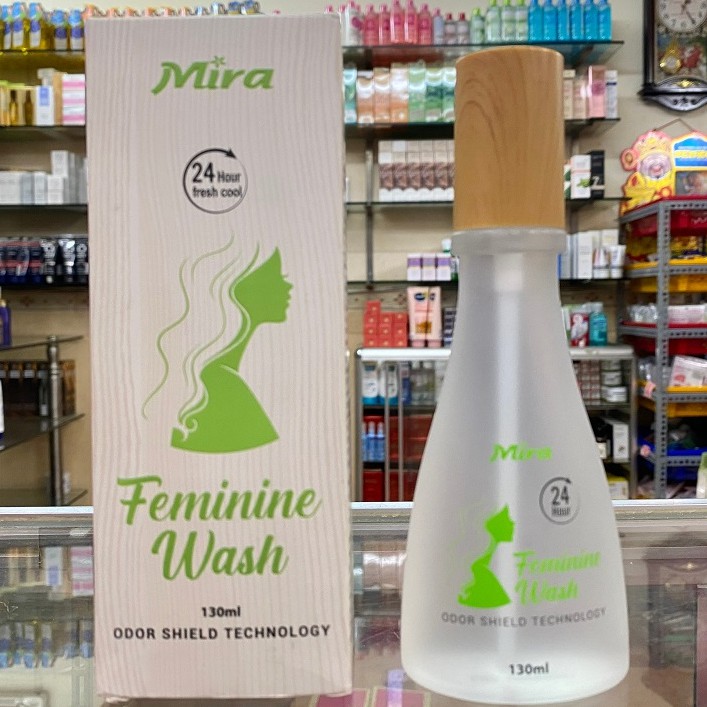 Mira
24 Hour
fresh cool
Feminine
Wash
130ml
ODOR SHIELD TECHNOLOGY
Mira
24
Hour
Feminine
Wash
ODOR SHIELD TECHNOLOGY
130ml